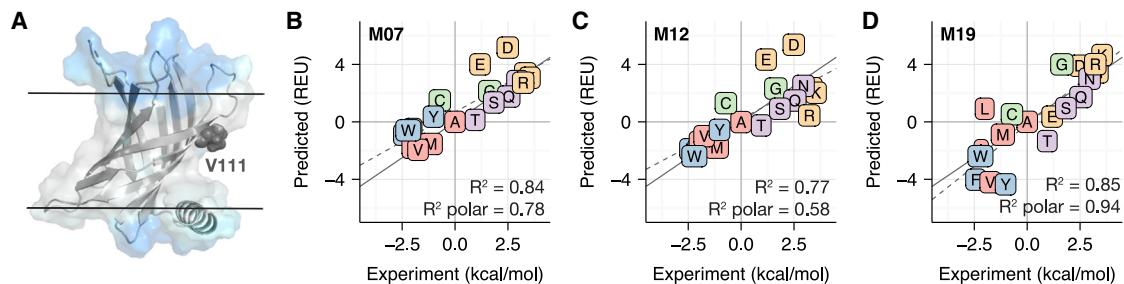 A
V111
B
M07
Predicted (REU)
4
0
−4
D
E
R
G
Q
S
C
Y
A
T
W
M
V
R² = 0.84
R² polar = 0.78
−2.5
0.0
2.5
Experiment (kcal/mol)
C
M12
Predicted (REU)
4
0
−4
D
E
G
N
Q
K
S
R
C
Y
A
T
V
M
W
R² = 0.77
R² polar = 0.58
−2.5
0.0
2.5
Experiment (kcal/mol)
D
M19
Predicted (REU)
4
0
−4
K
G
D
R
N
Q
L
C
S
E
A
M
T
W
F
V
Y
R² = 0.85
R² polar = 0.94
−2.5
0.0
2.5
Experiment (kcal/mol)